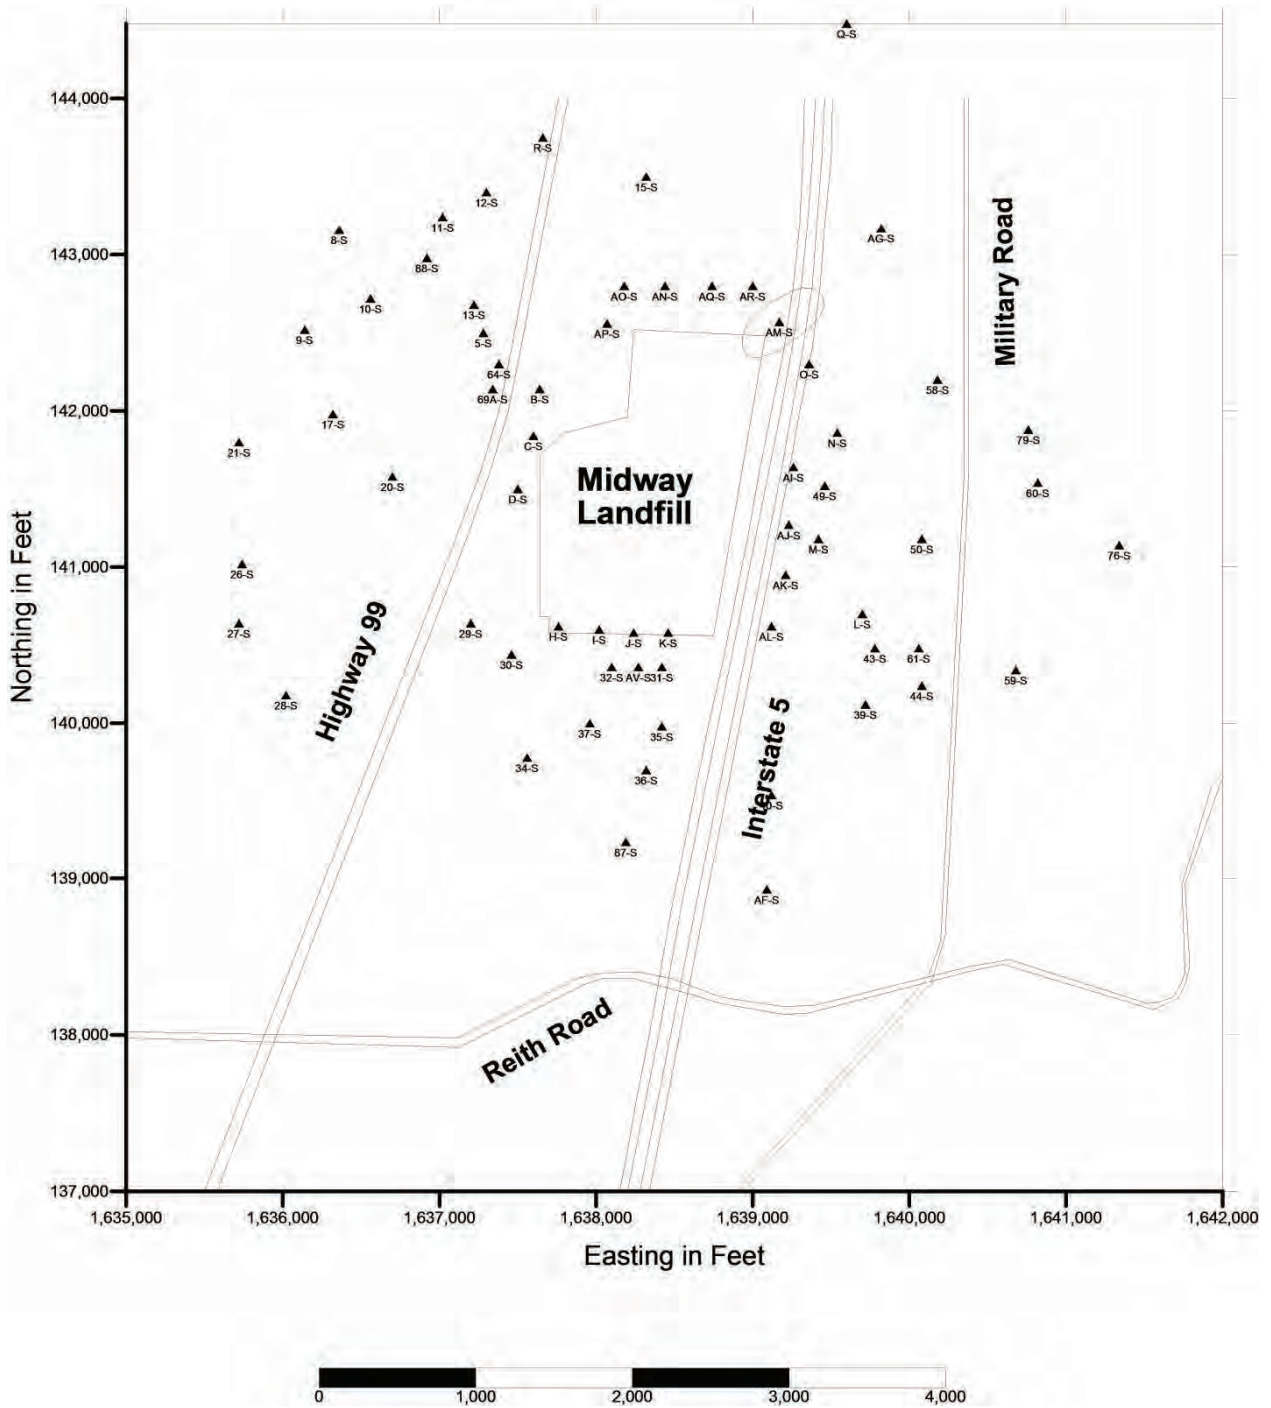 Q-S
144,000
R-S
15-S
12-S
11-S
8-S
AG-S
143,000
88-S
AO-S
AN-S
AQ-S
AR-S
10-S
13-S
AP-S
AM-S
9-S
5-S
64-S
O-S
69A-S
B-S
58-S
142,000
17-S
C-S
N-S
79-S
21-S
20-S
AI-S
D-S
49-S
60-S
Midway
Landfill
AJ-S
M-S
50-S
76-S
141,000
26-S
AK-S
27-S
29-S
H-S
I-S
J-S
K-S
AL-S
L-S
30-S
43-S
61-S
32-S
AV-S
31-S
59-S
28-S
44-S
140,000
37-S
35-S
39-S
34-S
36-S
87-S
139,000
AF-S
138,000
137,000
Military Road
Highway 99
Interstate 5
Reith Road
Northing in Feet
1,635,000
1,636,000
1,637,000
1,638,000
1,639,000
1,640,000
1,641,000
1,642,000
Easting in Feet
0
1,000
2,000
3,000
4,000